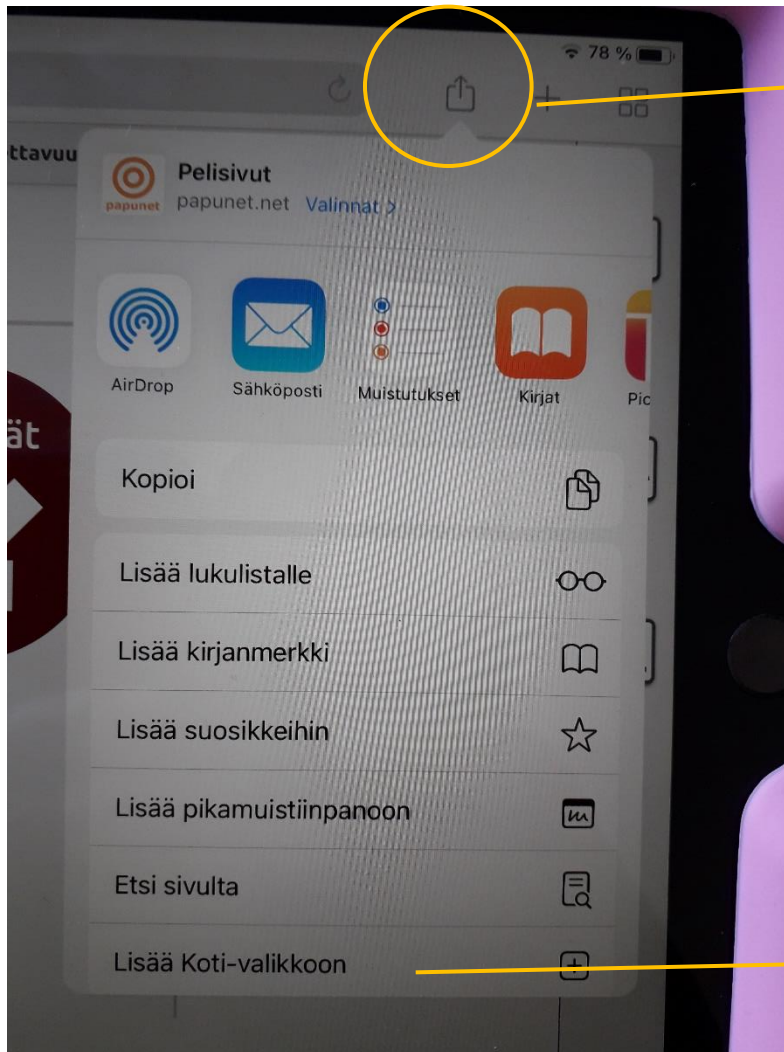 78 %
ttavuu
Pelisivut
papunet
papunet.net Valinnat >
AirDrop
Sähköposti
Muistutukset
Kirjat
Pic
ät
Kopioi
Lisää lukulistalle
Lisää kirjanmerkki
Lisää suosikkeihin
Lisää pikamuistiinpanoon
Etsi sivulta
Lisää Koti-valikkoon